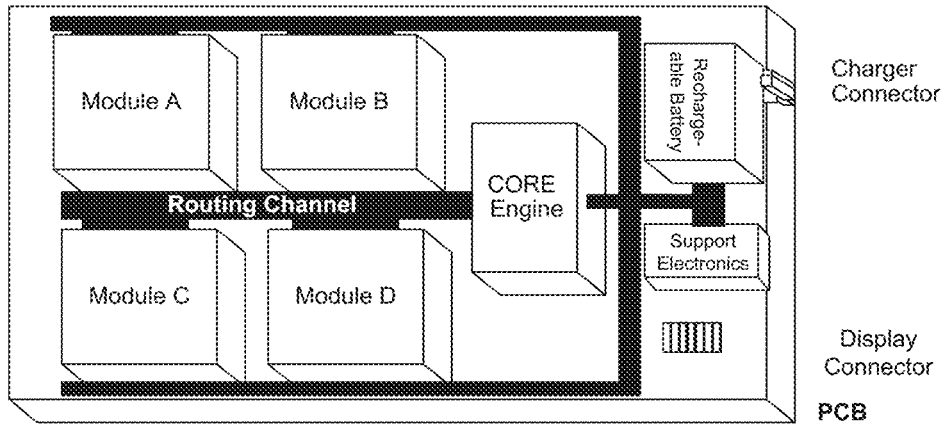 Module A
Module B
Recharge-
able Battery
Charger
Connector
CORE
Engine
Routing Channel
Support
Electronics
Module C
Module D
Display
Connector
PCB